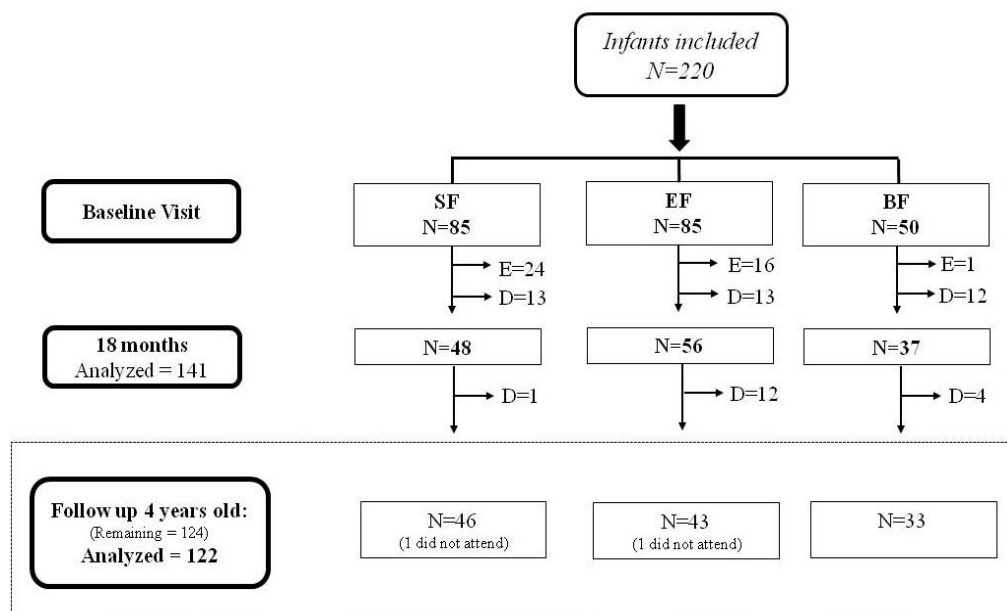 Infants included
N=220
Baseline Visit
SF
N=85
EF
N=85
BF
N=50
E=24
D=13
E=16
D=13
E=1
D=12
18 months
Analyzed = 141
N=48
N=56
N=37
D=1
D=12
D=4
Follow up 4 years old:
(Remaining = 124)
Analyzed = 122
N=46
(1 did not attend)
N=43
(1 did not attend)
N=33